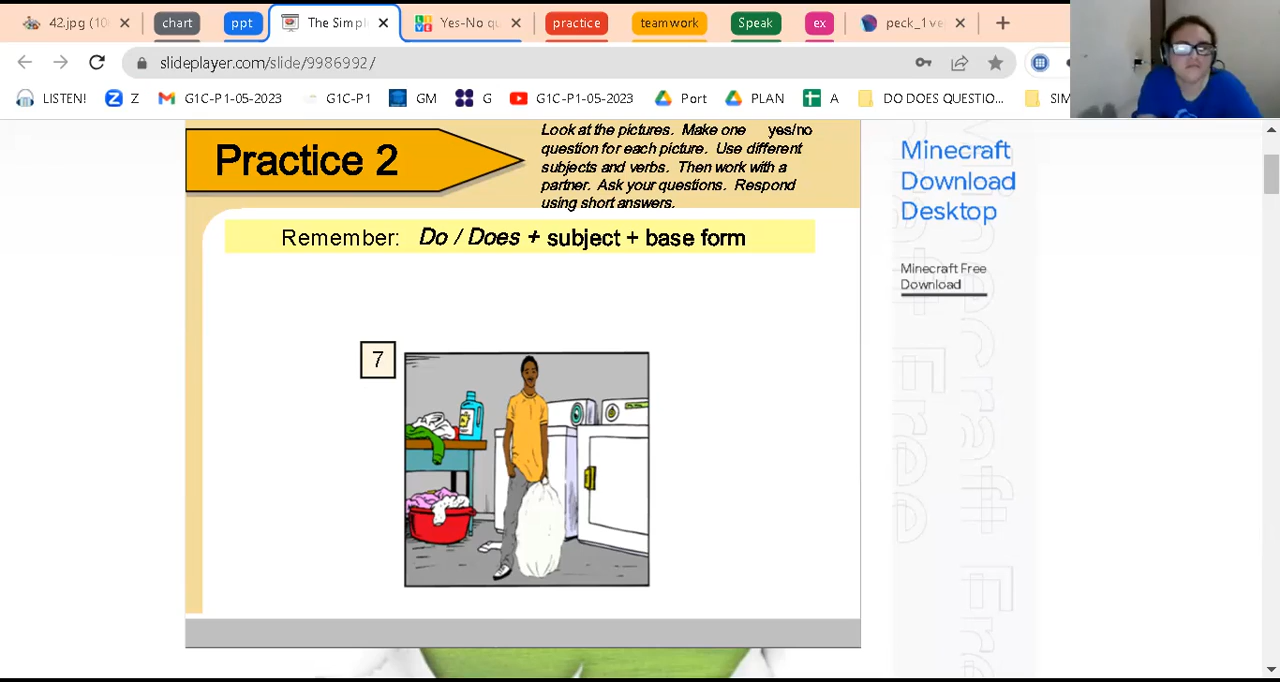 42.jpg (10
chart
ppt
The Simpl
Yes-No qu
practice
teamwork
Speak
ex
peck_1 ve
slideplayer.com/slide/9986992/
LISTEN!
Z
G1C-P1-05-2023
G1C-P1
GM
G
G1C-P1-05-2023
Port
PLAN
A
DO DOES QUESTIO...
SIM
Practice 2
Look at the pictures. Make one yes/no
question for each picture. Use different
subjects and verbs. Then work with a
partner. Ask your questions. Respond
using short answers.
Remember: Do / Does + subject + base form
7
Minecraft
Download
Desktop
Minecraft Free
Download